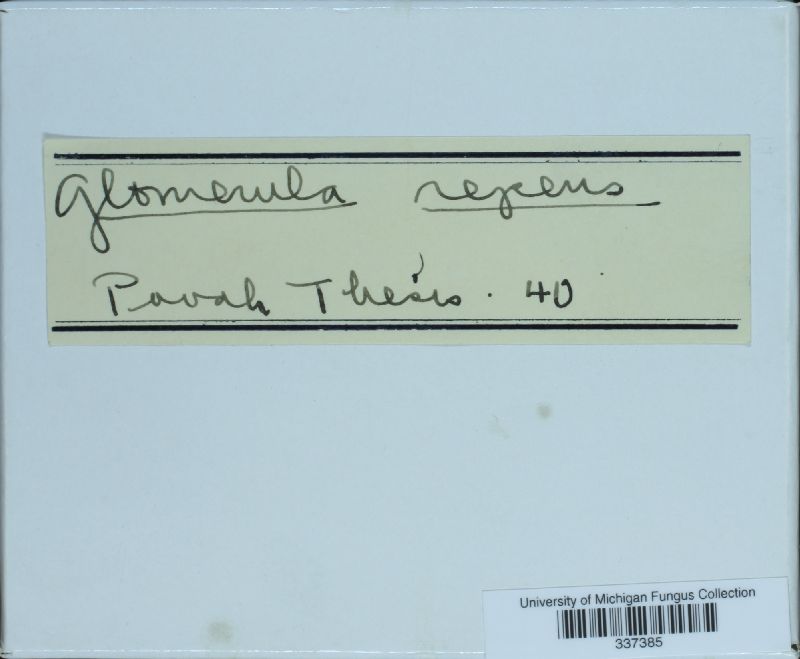 Glomerula repens
Povah Thesis. 40
University of Michigan Fungus Collection
337385